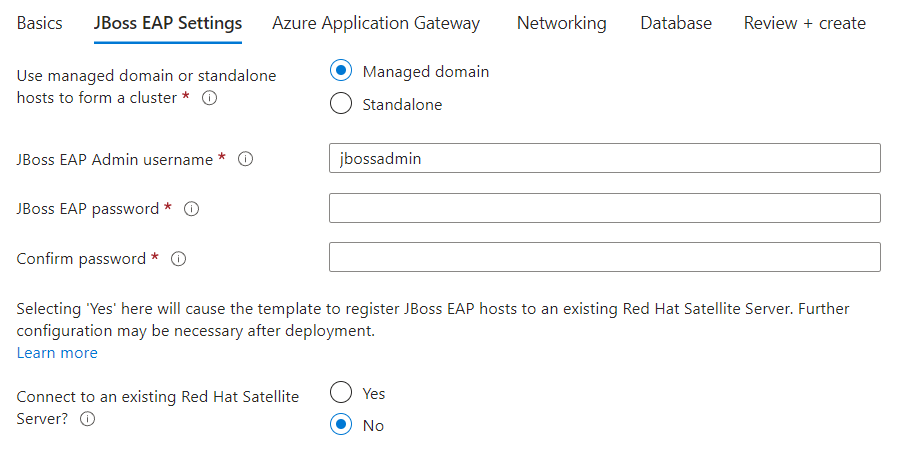 Basics JBoss EAP Settings Azure Application Gateway Networking Database Review + create
Use managed domain or standalone
hosts to form a cluster *
Managed domain
Standalone
JBoss EAP Admin username *
jbossadmin
JBoss EAP password *
Confirm password *
Selecting 'Yes' here will cause the template to register JBoss EAP hosts to an existing Red Hat Satellite Server. Further
configuration may be necessary after deployment.
Learn more
Connect to an existing Red Hat Satellite
Server?
Yes
No